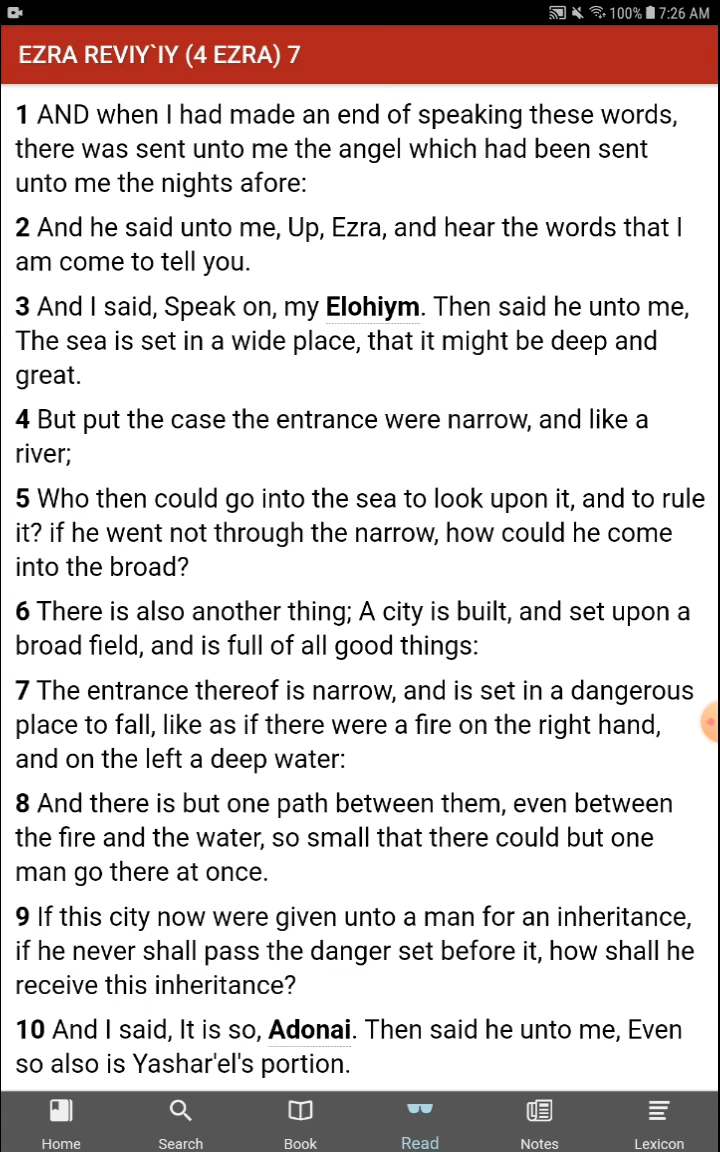 100% 7:26 AM
EZRA REVIY`IY (4 EZRA) 7
1 AND when I had made an end of speaking these words,
there was sent unto me the angel which had been sent
unto me the nights afore:
2 And he said unto me, Up, Ezra, and hear the words that I
am come to tell you.
3 And I said, Speak on, my Elohiym. Then said he unto me,
The sea is set in a wide place, that it might be deep and
great.
4 But put the case the entrance were narrow, and like a
river;
5 Who then could go into the sea to look upon it, and to rule
it? if he went not through the narrow, how could he come
into the broad?
6 There is also another thing; A city is built, and set upon a
broad field, and is full of all good things:
7 The entrance thereof is narrow, and is set in a dangerous
place to fall, like as if there were a fire on the right hand,
and on the left a deep water:
8 And there is but one path between them, even between
the fire and the water, so small that there could but one
man go there at once.
9 If this city now were given unto a man for an inheritance,
if he never shall pass the danger set before it, how shall he
receive this inheritance?
10 And I said, It is so, Adonai. Then said he unto me, Even
so also is Yashar'el's portion.
Home Search Book Read Notes Lexicon